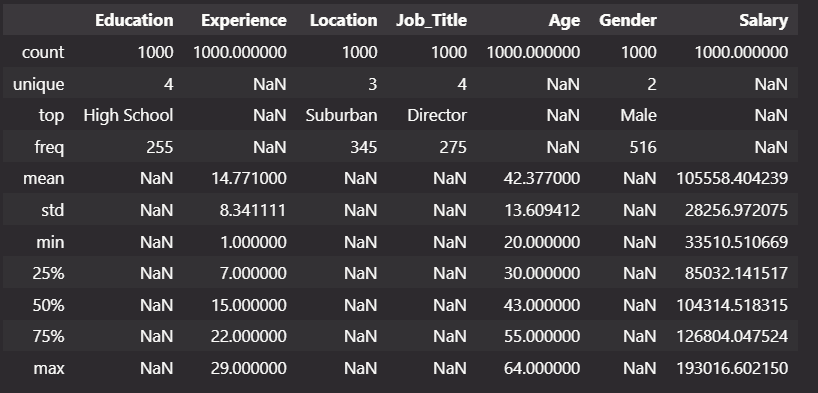 Education Experience Location Job_Title Age Gender Salary
count 1000 1000.000000 1000 1000 1000.000000 1000 1000.000000
unique 4 NaN 3 4 NaN 2 NaN
top High School NaN Suburban Director NaN Male NaN
freq 255 NaN 345 275 NaN 516 NaN
mean NaN 14.771000 NaN NaN 42.377000 NaN 105558.404239
std NaN 8.341111 NaN NaN 13.609412 NaN 28256.972075
min NaN 1.000000 NaN NaN 20.000000 NaN 33510.510669
25% NaN 7.000000 NaN NaN 30.000000 NaN 85032.141517
50% NaN 15.000000 NaN NaN 43.000000 NaN 104314.518315
75% NaN 22.000000 NaN NaN 55.000000 NaN 126804.047524
max NaN 29.000000 NaN NaN 64.000000 NaN 193016.602150